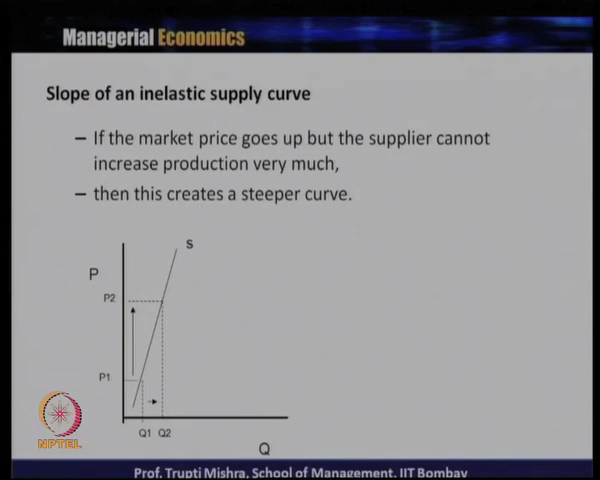 Managerial Economics
Slope of an inelastic supply curve
– If the market price goes up but the supplier cannot
increase production very much,
– then this creates a steeper curve.
S
P
P2
P1
Q1 Q2
Q
NPTEL
Prof. Trupti Mishra, School of Management, IIT Bombay